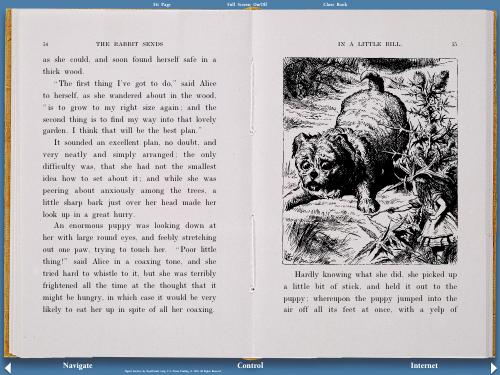 Fit Page Full Screen On/Off Close Book
54 THE RABBIT SENDS
as she could, and soon found herself safe in a
thick wood.
"The first thing I've got to do," said Alice
to herself, as she wandered about in the wood,
"is to grow to my right size again; and the
second thing is to find my way into that lovely
garden. I think that will be the best plan."
It sounded an excellent plan, no doubt, and
very neatly and simply arranged; the only
difficulty was, that she had not the smallest
idea how to set about it; and while she was
peering about anxiously among the trees, a
little sharp bark just over her head made her
look up in a great hurry.
An enormous puppy was looking down at
her with large round eyes, and feebly stretching
out one paw, trying to touch her. "Poor little
thing!" said Alice in a coaxing tone, and she
tried hard to whistle to it, but she was terribly
frightened all the time at the thought that it
might be hungry, in which case it would be very
likely to eat her up in spite of all her coaxing.
IN A LITTLE BILL. 55
Hardly knowing what she did, she picked up
a little bit of stick, and held it out to the
puppy; whereupon the puppy jumped into the
air off all its feet at once, with a yelp of
Navigate Control Internet